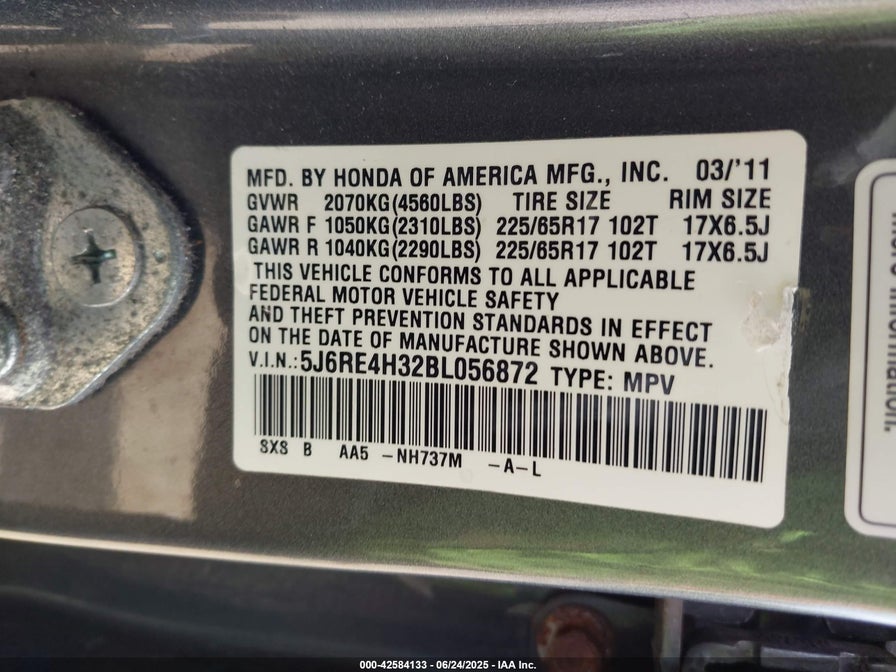 MFD. BY HONDA OF AMERICA MFG., INC. 03/'11
GVWR 2070KG(4560LBS) TIRE SIZE RIM SIZE
GAWR F 1050KG(2310LBS) 225/65R17 102T 17X6.5J
GAWR R 1040KG(2290LBS) 225/65R17 102T 17X6.5J
THIS VEHICLE CONFORMS TO ALL APPLICABLE
FEDERAL MOTOR VEHICLE SAFETY
AND THEFT PREVENTION STANDARDS IN EFFECT
ON THE DATE OF MANUFACTURE SHOWN ABOVE.
V.I.N.:5J6RE4H32BL056872 TYPE: MPV
SXS B AA5 -NH737M -A-L
information.
000-42584133 - 06/24/2025 - IAA Inc.